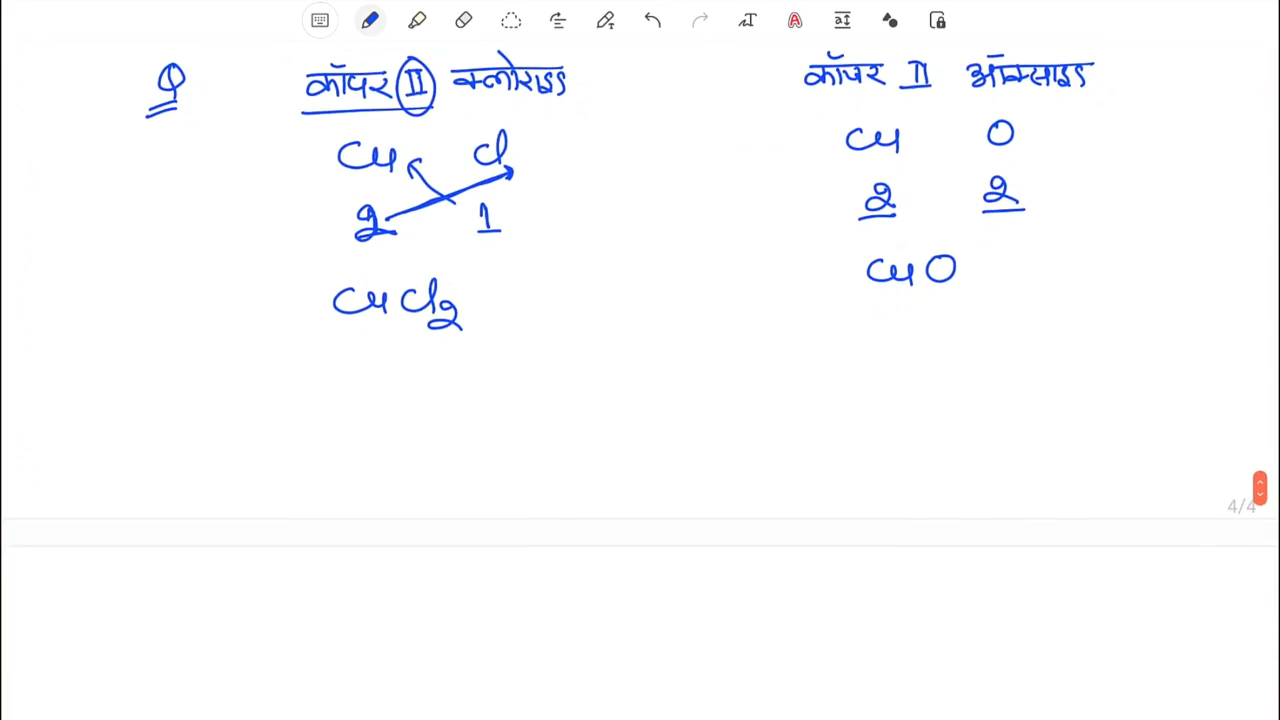 Q कॉपर II क्लोराइड
Cu Cl
2 1
CuCl2
कॉपर II ऑक्साइड
Cu O
2 2
CuO
4/4